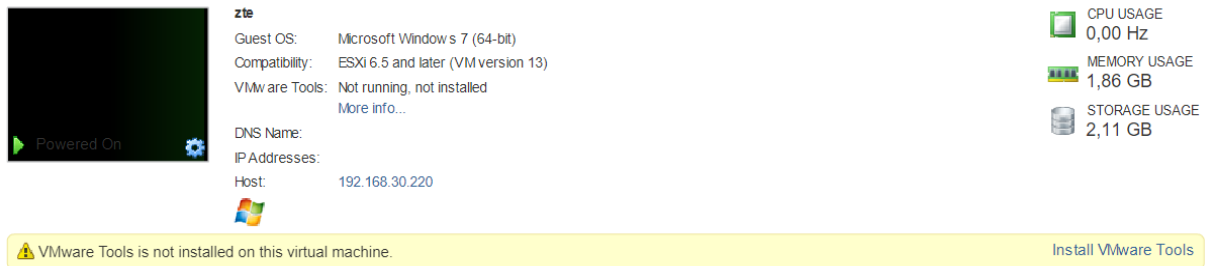 zte
Guest OS: Microsoft Windows 7 (64-bit)
Compatibility: ESXi 6.5 and later (VM version 13)
VMware Tools: Not running, not installed
More info...
DNS Name:
IP Addresses:
Host: 192.168.30.220
Powered On
CPU USAGE
0,00 Hz
MEMORY USAGE
1,86 GB
STORAGE USAGE
2,11 GB
VMware Tools is not installed on this virtual machine.
Install VMware Tools